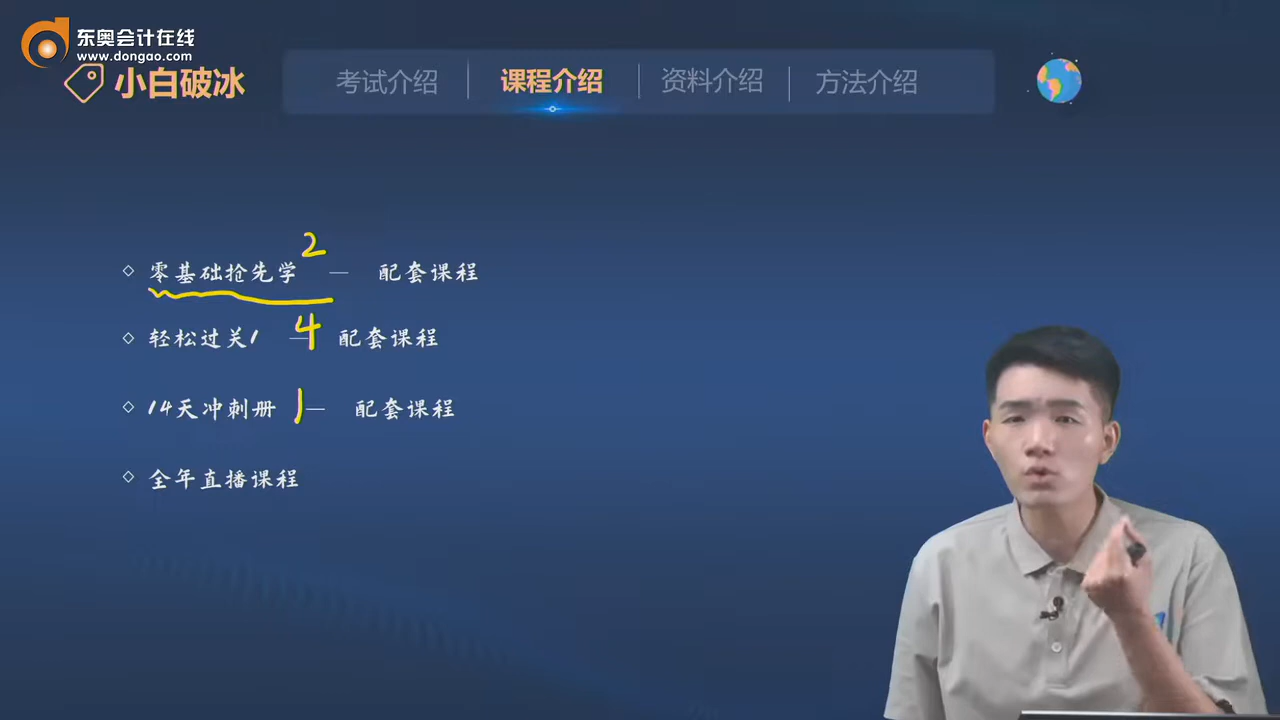 东奥会计在线
www.dongao.com
小白破冰
考试介绍 课程介绍 资料介绍 方法介绍
2
零基础抢先学 — 配套课程
4
轻松过关1 — 配套课程
14天冲刺册 1 — 配套课程
全年直播课程